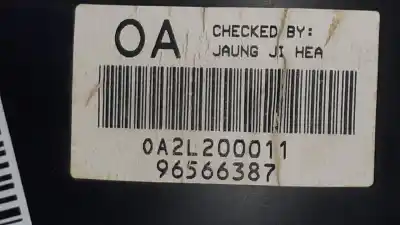 OA
CHECKED BY:
JAUNG JI HEA
0A2L200011
96566387